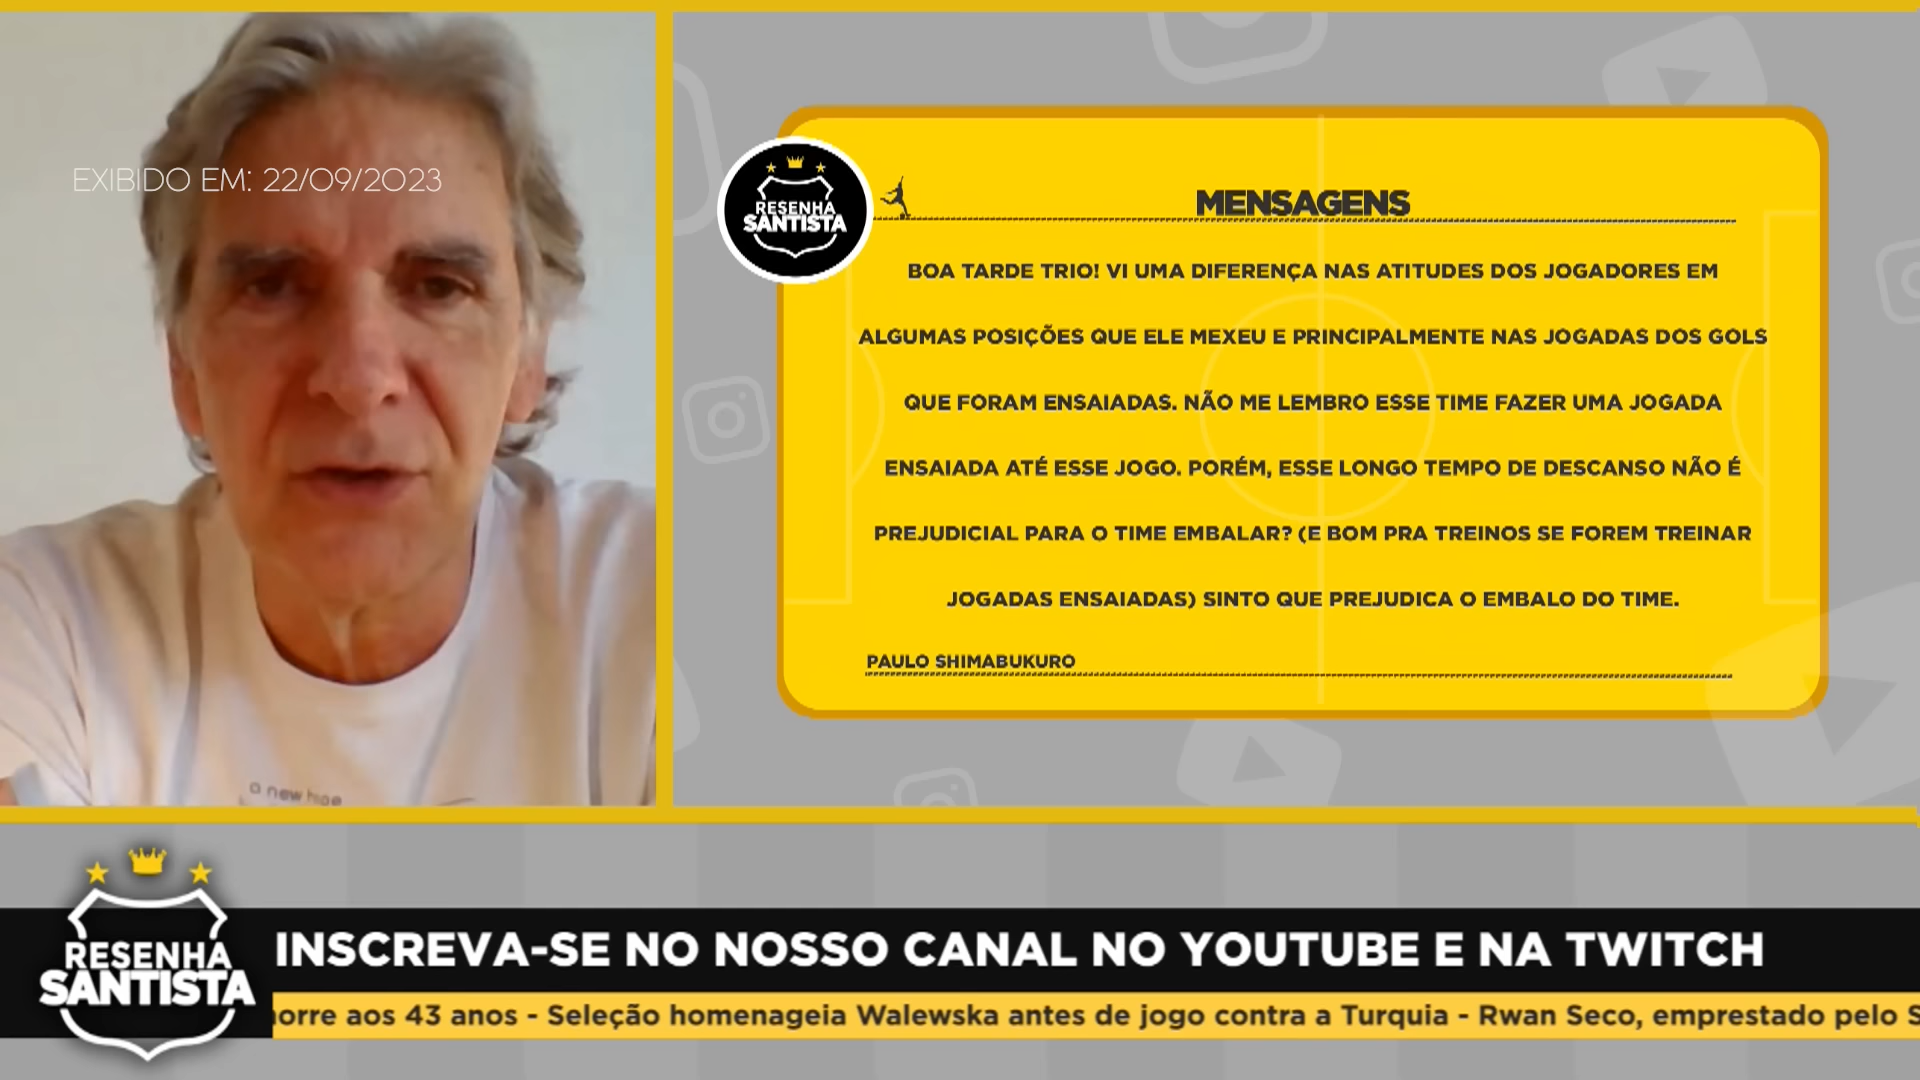 EXIBIDO EM: 22/09/2023
RESENHA
SANTISTA
MENSAGENS
BOA TARDE TRIO! VI UMA DIFERENÇA NAS ATITUDES DOS JOGADORES EM
ALGUMAS POSIÇÕES QUE ELE MEXEU E PRINCIPALMENTE NAS JOGADAS DOS GOLS
QUE FORAM ENSAIADAS. NÃO ME LEMBRO ESSE TIME FAZER UMA JOGADA
ENSAIADA ATÉ ESSE JOGO. PORÉM, ESSE LONGO TEMPO DE DESCANSO NÃO É
PREJUDICIAL PARA O TIME EMBALAR? (E BOM PRA TREINOS SE FOREM TREINAR
JOGADAS ENSAIADAS) SINTO QUE PREJUDICA O EMBALO DO TIME.
PAULO SHIMABUKURO
a new hope
RESENHA
SANTISTA
INSCREVA-SE NO NOSSO CANAL NO YOUTUBE E NA TWITCH
orre aos 43 anos - Seleção homenageia Walewska antes de jogo contra a Turquia - Rwan Seco, emprestado pelo S